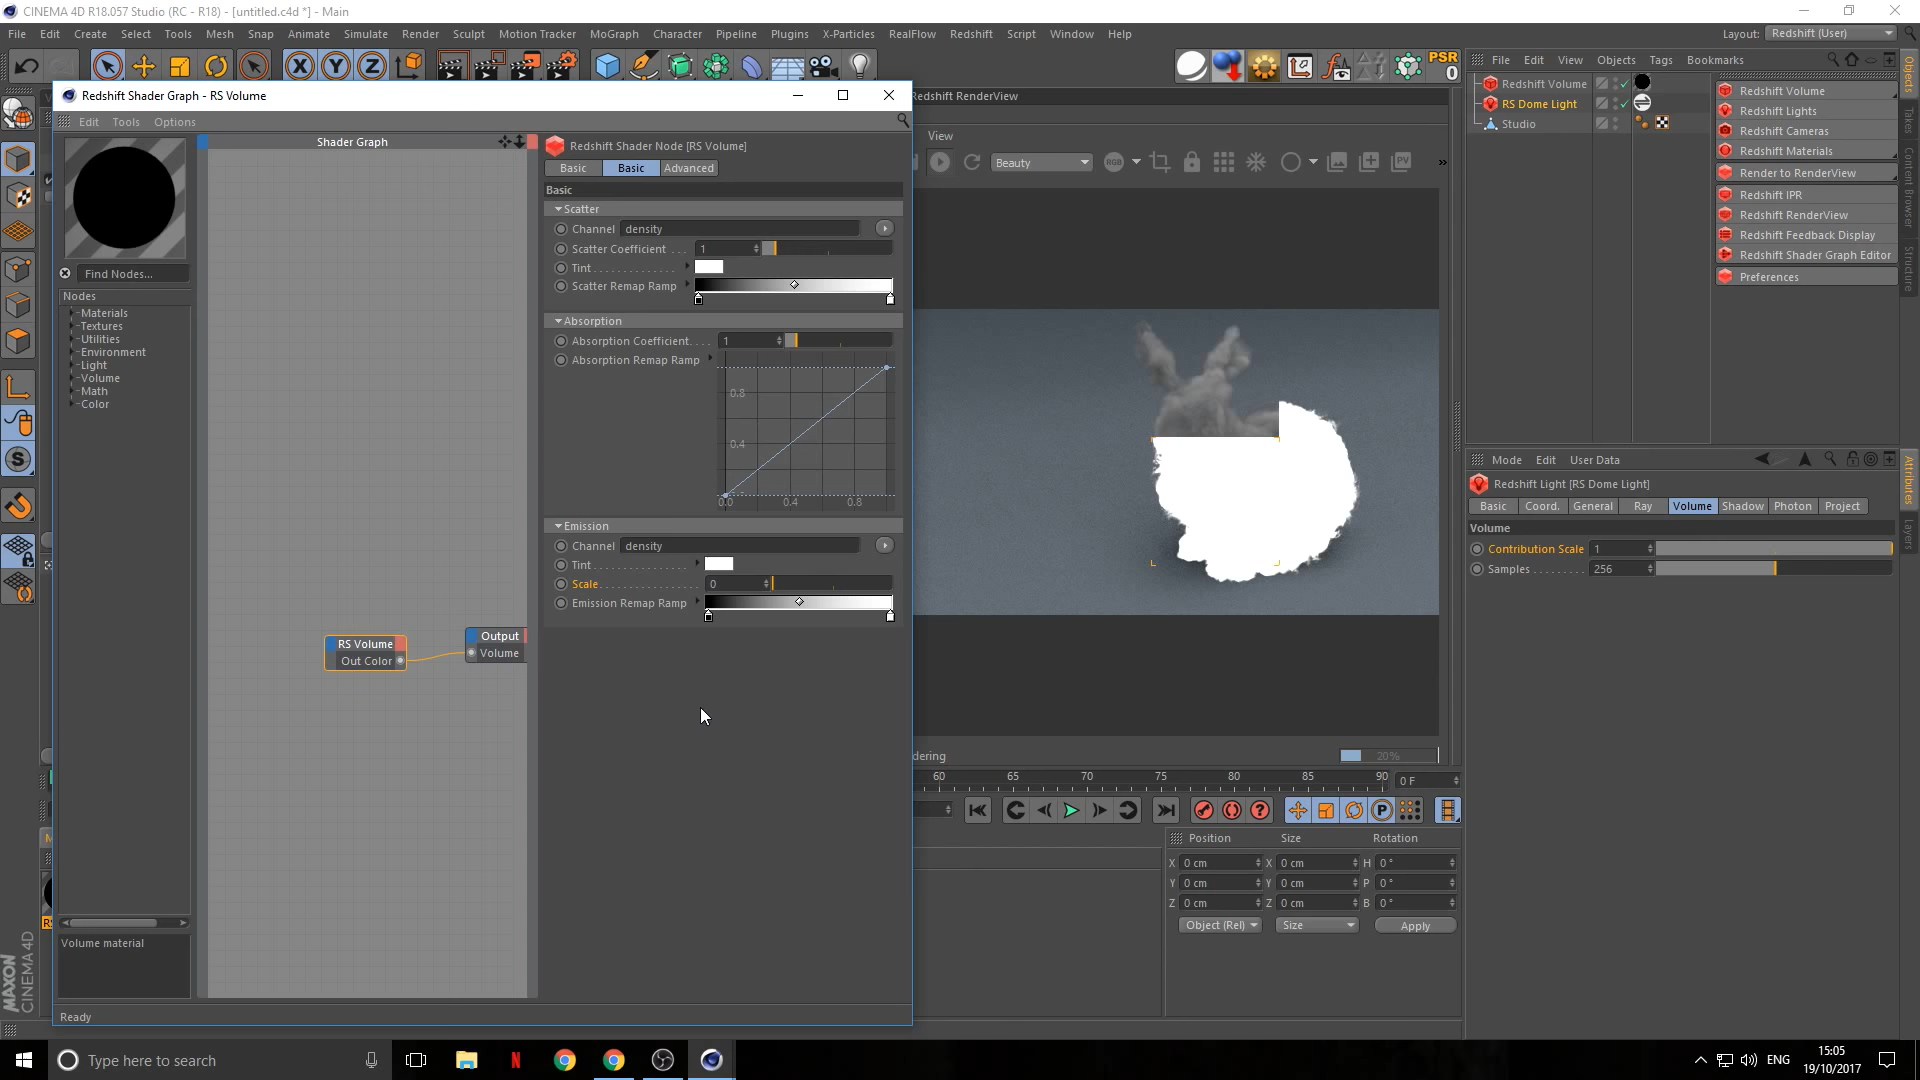 CINEMA 4D R18.057 Studio (RC - R18) - [untitled.c4d *] - Main
File Edit Create Select Tools Mesh Snap Animate Simulate Render Sculpt Motion Tracker MoGraph Character Pipeline Plugins X-Particles RealFlow Redshift Script Window Help
Layout: Redshift (User)
X Y Z
PSR
0
Redshift Shader Graph - RS Volume
Edit Tools Options
Find Nodes...
Nodes
Materials
Textures
Utilities
Environment
Light
Volume
Math
Color
Volume material
Ready
Shader Graph
RS Volume
Out Color
Output
Volume
Redshift Shader Node [RS Volume]
Basic Basic Advanced
Basic
Scatter
Channel density
Scatter Coefficient . . . 1
Tint . . . . . . . . . . . . .
Scatter Remap Ramp
Absorption
Absorption Coefficient. . . . 1
Absorption Remap Ramp
0.8
0.4
0.0 0.4 0.8
Emission
Channel density
Tint . . . . . . . . . . . . . .
Scale. . . . . . . . . . . . . . 0
Emission Remap Ramp
Redshift RenderView
View
Beauty
RGB
PV
»
dering
20%
60 65 70 75 80 85 90
0 F
P
Position Size Rotation
X 0 cm X 0 cm H 0 °
Y 0 cm Y 0 cm P 0 °
Z 0 cm Z 0 cm B 0 °
Object (Rel) Size Apply
File Edit View Objects Tags Bookmarks
Redshift Volume
RS Dome Light
Studio
Redshift Volume
Redshift Lights
Redshift Cameras
Redshift Materials
Render to RenderView
Redshift IPR
Redshift RenderView
Redshift Feedback Display
Redshift Shader Graph Editor
Preferences
Objects
Takes
Content Browser
Structure
Mode Edit User Data
Redshift Light [RS Dome Light]
Basic Coord. General Ray Volume Shadow Photon Project
Volume
Contribution Scale 1
Samples . . . . . . . . 256
Attributes
Layers
MAXON
CINEMA 4D
Type here to search
ENG
15:05
19/10/2017